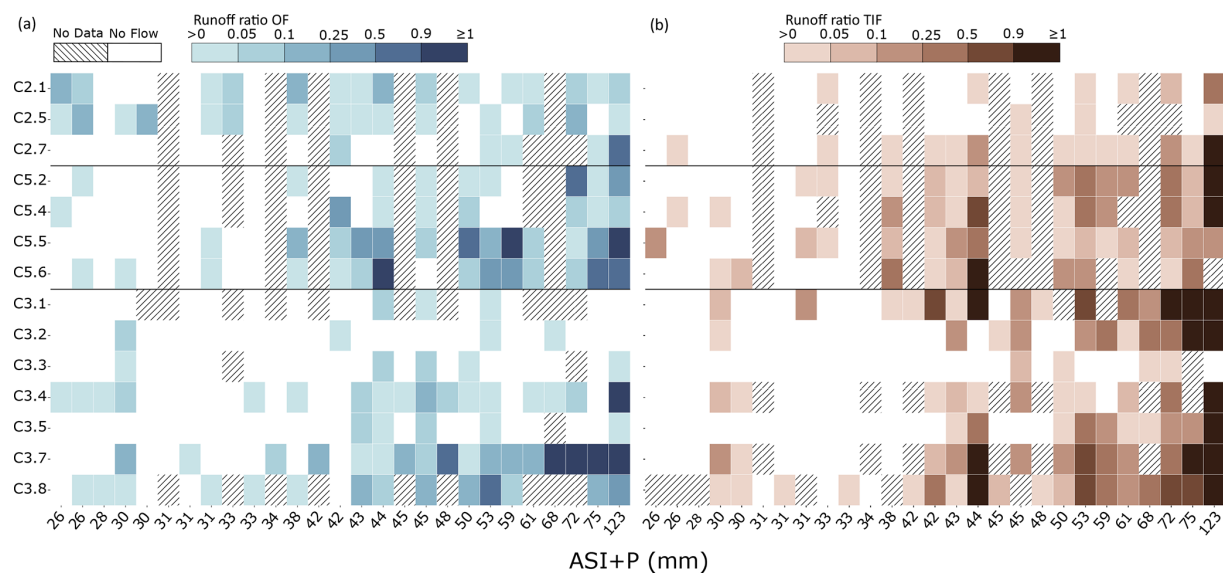 (a)
Runoff ratio OF
No Data No Flow
>0 0.05 0.1 0.25 0.5 0.9 ≥1
(b)
Runoff ratio TIF
>0 0.05 0.1 0.25 0.5 0.9 ≥1
C2.1
C2.5
C2.7
C5.2
C5.4
C5.5
C5.6
C3.1
C3.2
C3.3
C3.4
C3.5
C3.7
C3.8
26 26 28 30 30 31 31 31 33 33 34 38 42 42 43 44 45 45 48 50 53 59 61 68 72 75 123
26 26 28 30 30 31 31 31 33 33 34 38 42 42 43 44 45 45 48 50 53 59 61 68 72 75 123
ASI+P (mm)